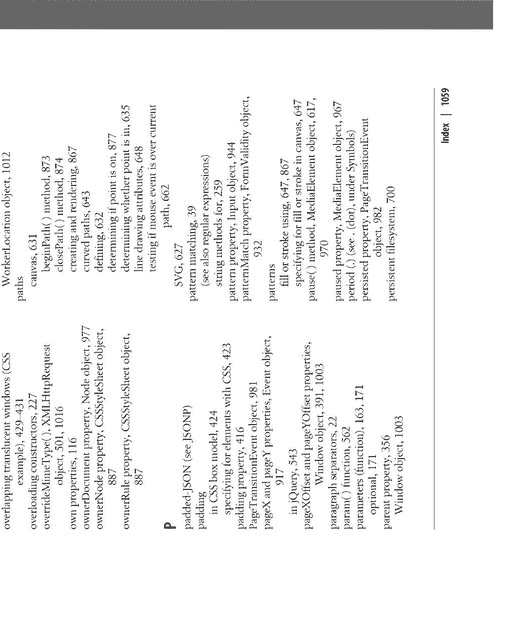 overlapping translucent windows (CSS
example), 429–431
overloading constructors, 227
overrideMimeType(), XMLHttpRequest
object, 501, 1016
own properties, 116
ownerDocument property, Node object, 977
ownerNode property, CSSStyleSheet object,
887
ownerRule property, CSSStyleSheet object,
887
P
padded-JSON (see JSONP)
padding
in CSS box model, 424
specifying for elements with CSS, 423
padding property, 416
PageTransitionEvent object, 981
pageX and pageY properties, Event object,
917
in jQuery, 543
pageXOffset and pageYOffset properties,
Window object, 391, 1003
paragraph separators, 22
param() function, 562
parameters (function), 163, 171
optional, 171
parent property, 356
Window object, 1003
WorkerLocation object, 1012
paths
canvas, 631
beginPath() method, 873
closePath() method, 874
creating and rendering, 867
curved paths, 643
defining, 632
determining if point is on, 877
determining whether point is in, 635
line drawing attributes, 648
testing if mouse event is over current
path, 662
SVG, 627
pattern matching, 39
(see also regular expressions)
string methods for, 259
pattern property, Input object, 944
patternMatch property, FormValidity object,
932
patterns
fill or stroke using, 647, 867
specifying for fill or stroke in canvas, 647
pause() method, MediaElement object, 617,
970
paused property, MediaElement object, 967
period (.) (see . (dot), under Symbols)
persisted property, PageTransitionEvent
object, 982
persistent filesystem, 700
Index | 1059